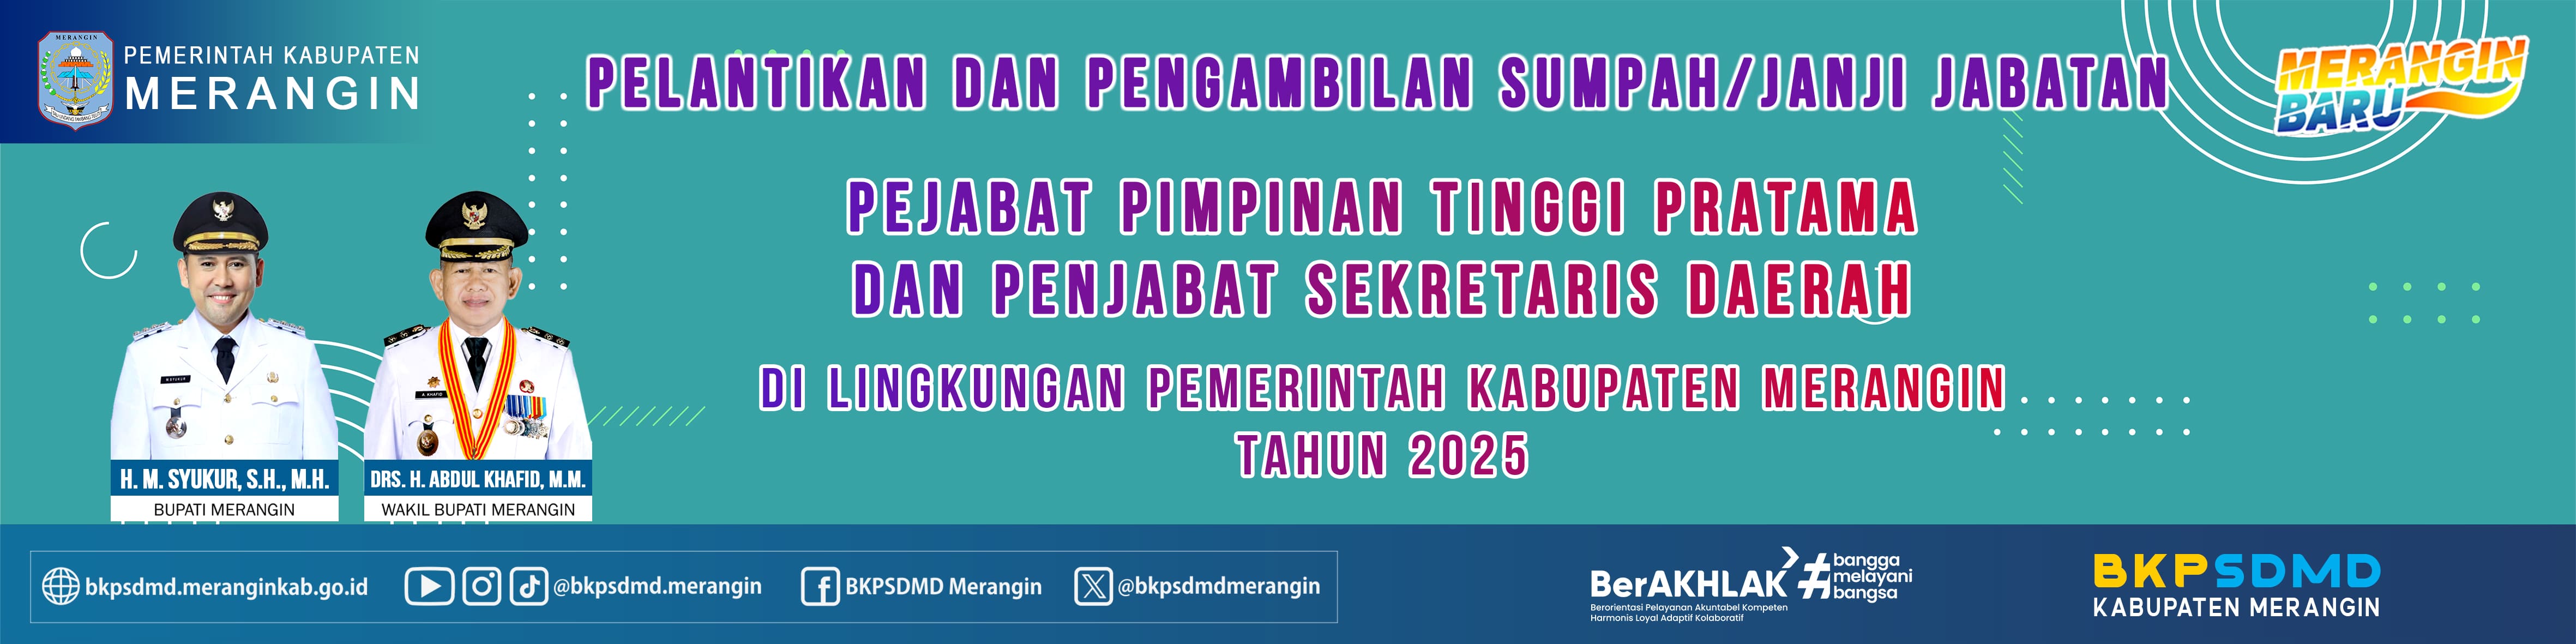 MERANGIN
PEMERINTAH KABUPATEN
MERANGIN
PELANTIKAN DAN PENGAMBILAN SUMPAH/JANJI JABATAN
MERANGIN
BARU
PEJABAT PIMPINAN TINGGI PRATAMA
DAN PENJABAT SEKRETARIS DAERAH
DI LINGKUNGAN PEMERINTAH KABUPATEN MERANGIN
TAHUN 2025
M.SYUKUR
A. KHAFID
H. M. SYUKUR, S.H., M.H.
BUPATI MERANGIN
DRS. H. ABDUL KHAFID, M.M.
WAKIL BUPATI MERANGIN
bkpsdmd.meranginkab.go.id
@bkpsdmd.merangin
BKPSDMD Merangin
@bkpsdmdmerangin
BerAKHLAK
Berorientasi Pelayanan Akuntabel Kompeten
Harmonis Loyal Adaptif Kolaboratif
#bangga
melayani
bangsa
BKPSDMD
KABUPATEN MERANGIN